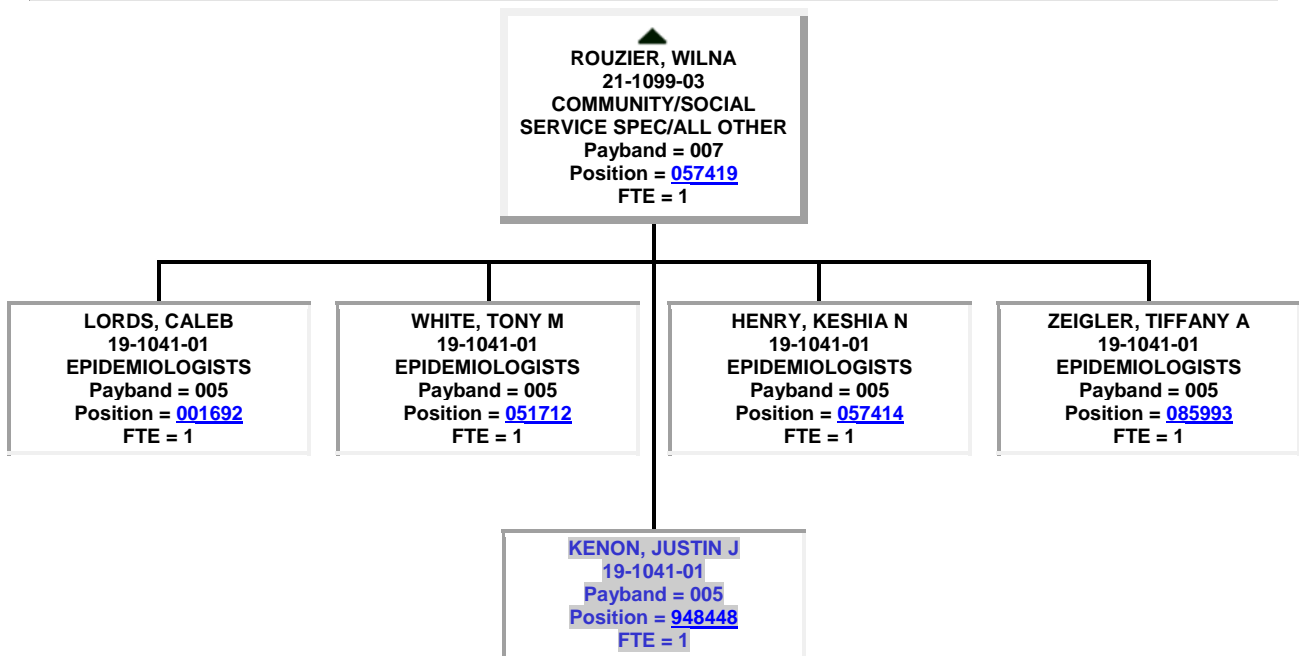 ROUZIER, WILNA
21-1099-03
COMMUNITY/SOCIAL
SERVICE SPEC/ALL OTHER
Payband = 007
Position = 057419
FTE = 1
LORDS, CALEB
19-1041-01
EPIDEMIOLOGISTS
Payband = 005
Position = 001692
FTE = 1
WHITE, TONY M
19-1041-01
EPIDEMIOLOGISTS
Payband = 005
Position = 051712
FTE = 1
HENRY, KESHIA N
19-1041-01
EPIDEMIOLOGISTS
Payband = 005
Position = 057414
FTE = 1
ZEIGLER, TIFFANY A
19-1041-01
EPIDEMIOLOGISTS
Payband = 005
Position = 085993
FTE = 1
KENON, JUSTIN J
19-1041-01
Payband = 005
Position = 948448
FTE = 1